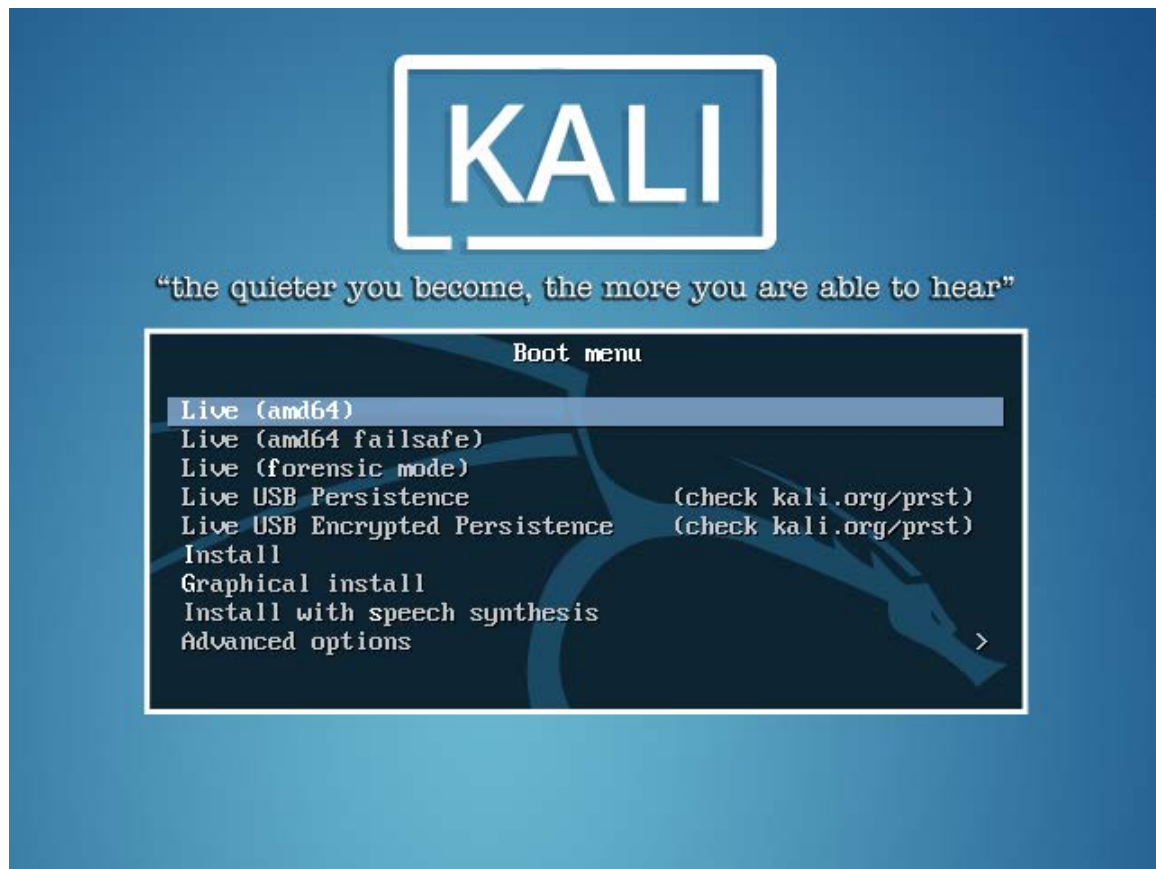 KALI
“the quieter you become, the more you are able to hear”
Boot menu
Live (amd64)
Live (amd64 failsafe)
Live (forensic mode)
Live USB Persistence (check kali.org/prst)
Live USB Encrypted Persistence (check kali.org/prst)
Install
Graphical install
Install with speech synthesis
Advanced options >